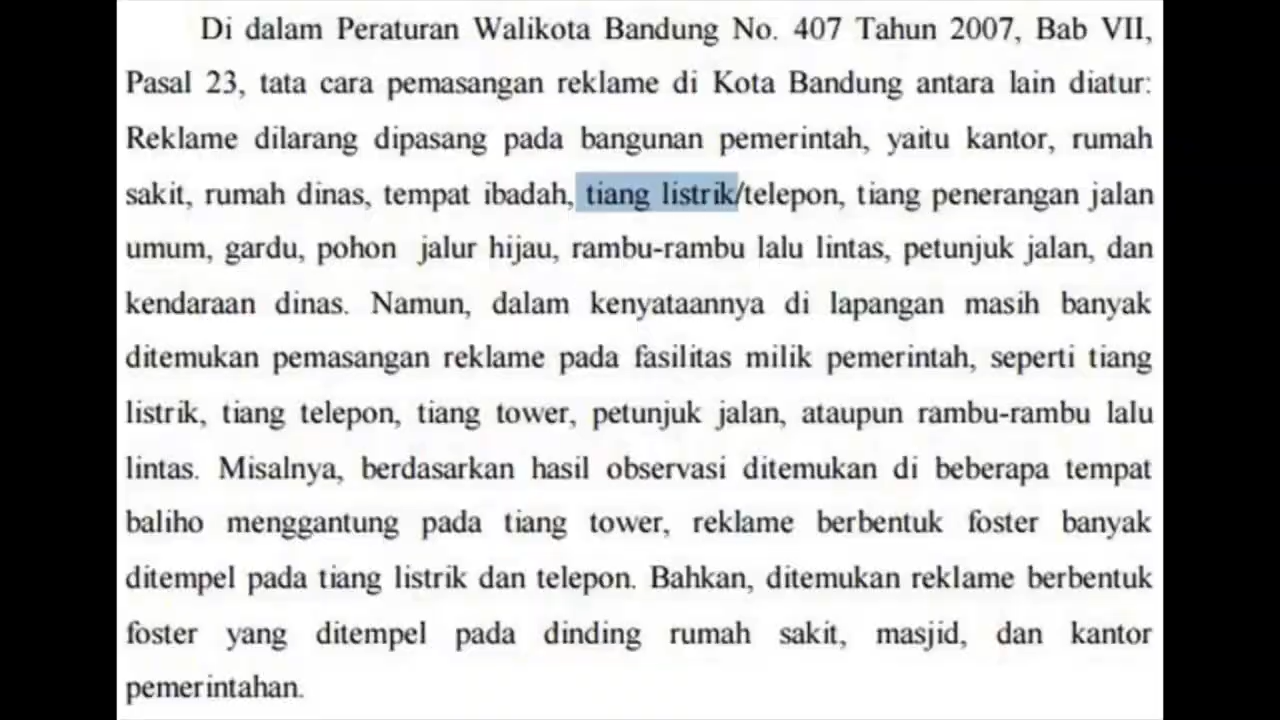 Di dalam Peraturan Walikota Bandung No. 407 Tahun 2007, Bab VII,
Pasal 23, tata cara pemasangan reklame di Kota Bandung antara lain diatur:
Reklame dilarang dipasang pada bangunan pemerintah, yaitu kantor, rumah
sakit, rumah dinas, tempat ibadah, tiang listrik/telepon, tiang penerangan jalan
umum, gardu, pohon jalur hijau, rambu-rambu lalu lintas, petunjuk jalan, dan
kendaraan dinas. Namun, dalam kenyataannya di lapangan masih banyak
ditemukan pemasangan reklame pada fasilitas milik pemerintah, seperti tiang
listrik, tiang telepon, tiang tower, petunjuk jalan, ataupun rambu-rambu lalu
lintas. Misalnya, berdasarkan hasil observasi ditemukan di beberapa tempat
baliho menggantung pada tiang tower, reklame berbentuk foster banyak
ditempel pada tiang listrik dan telepon. Bahkan, ditemukan reklame berbentuk
foster yang ditempel pada dinding rumah sakit, masjid, dan kantor
pemerintahan.